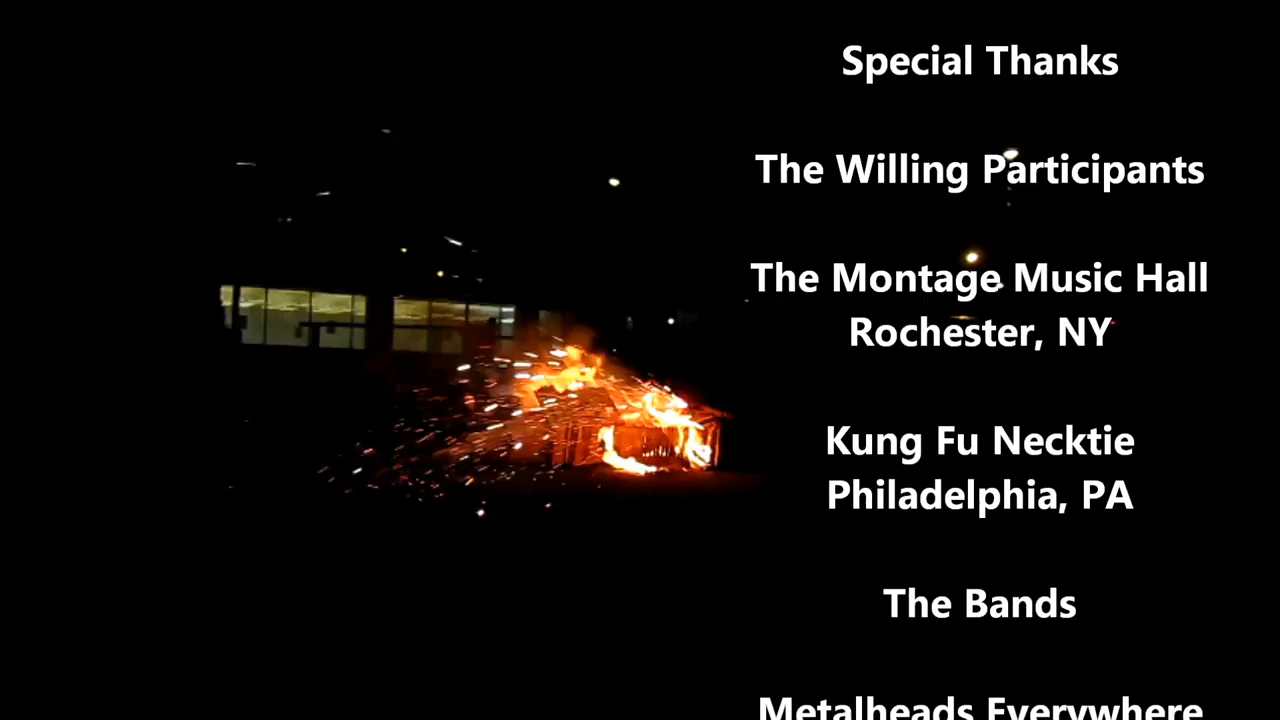 Special Thanks
The Willing Participants
The Montage Music Hall
Rochester, NY
Kung Fu Necktie
Philadelphia, PA
The Bands
Metalheads Everywhere